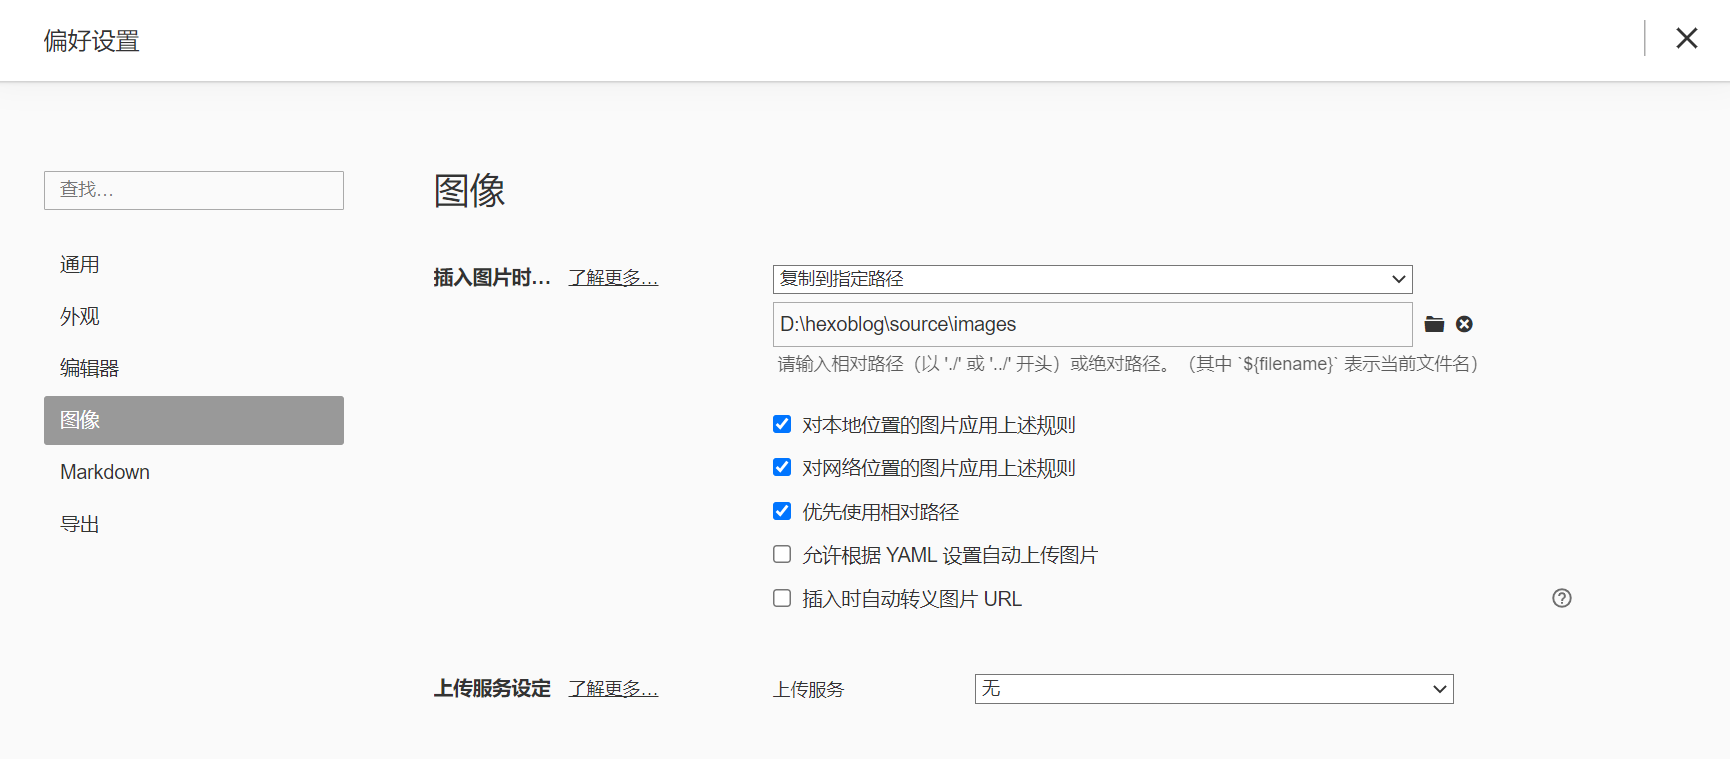 偏好设置
查找...
通用
外观
编辑器
图像
Markdown
导出
图像
插入图片时... 了解更多...
复制到指定路径
D:\hexoblog\source\images
请输入相对路径（以 './' 或 '../' 开头）或绝对路径。（其中 `${filename}` 表示当前文件名）
对本地位置的图片应用上述规则
对网络位置的图片应用上述规则
优先使用相对路径
允许根据 YAML 设置自动上传图片
插入时自动转义图片 URL
上传服务设定 了解更多... 上传服务 无